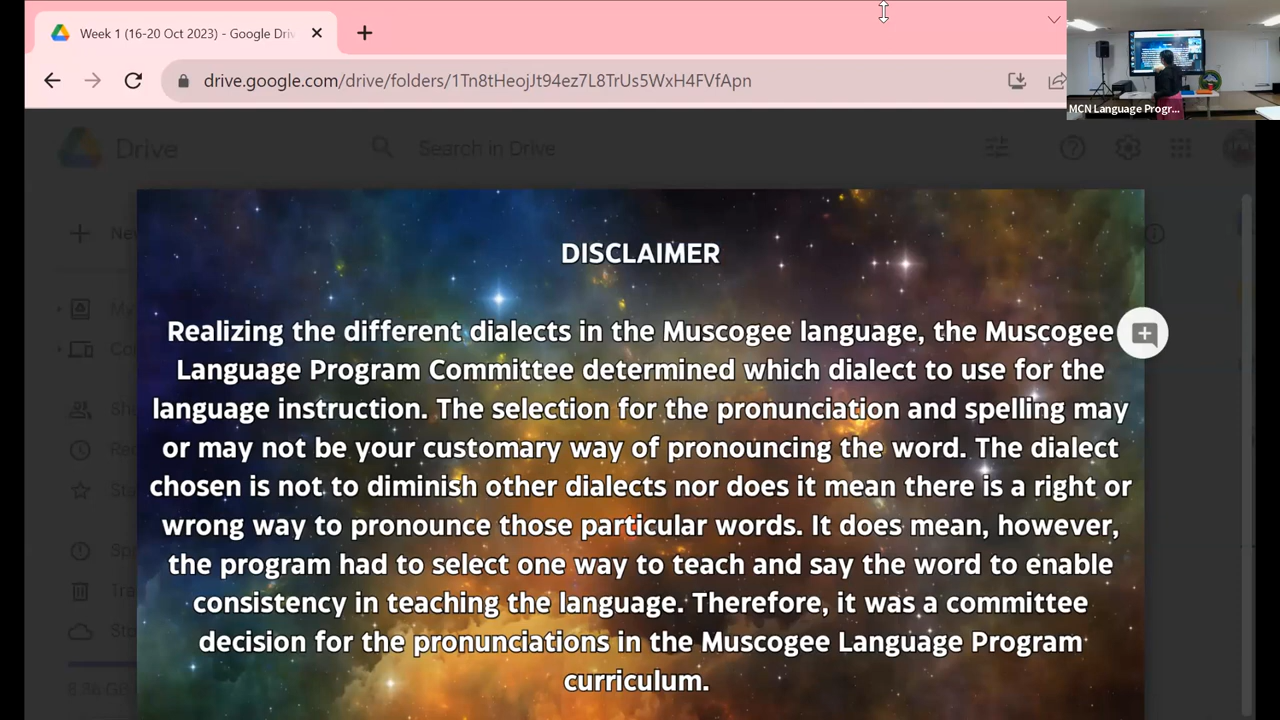 Week 1 (16-20 Oct 2023) - Google Driv
drive.google.com/drive/folders/1Tn8tHeojJt94ez7L8TrUs5WxH4FVfApn
MCN Language Progr...
Drive
Search in Drive
DISCLAIMER
Realizing the different dialects in the Muscogee language, the Muscogee
Language Program Committee determined which dialect to use for the
language instruction. The selection for the pronunciation and spelling may
or may not be your customary way of pronouncing the word. The dialect
chosen is not to diminish other dialects nor does it mean there is a right or
wrong way to pronounce those particular words. It does mean, however,
the program had to select one way to teach and say the word to enable
consistency in teaching the language. Therefore, it was a committee
decision for the pronunciations in the Muscogee Language Program
curriculum.